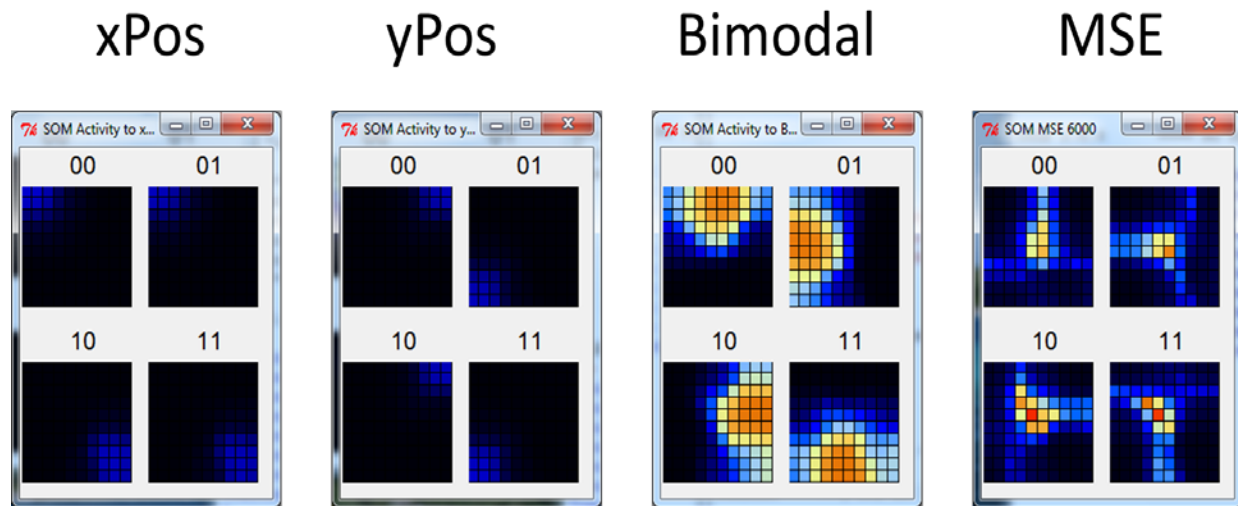 xPos yPos Bimodal MSE
SOM Activity to x... SOM Activity to y... SOM Activity to B... SOM MSE 6000
00 01 00 01 00 01 00 01
10 11 10 11 10 11 10 11